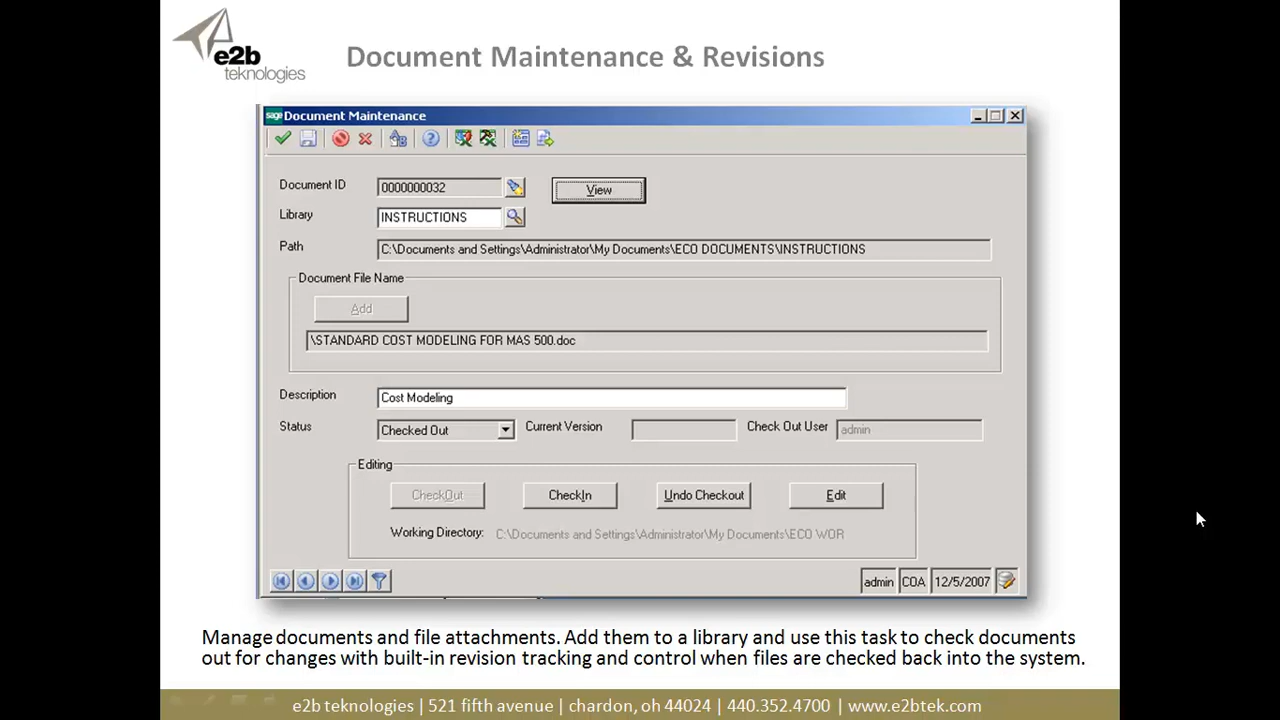 e2b
teknologies
Document Maintenance & Revisions
sage Document Maintenance
Document ID 0000000032 View
Library INSTRUCTIONS
Path C:\Documents and Settings\Administrator\My Documents\ECO DOCUMENTS\INSTRUCTIONS
Document File Name
Add
\STANDARD COST MODELING FOR MAS 500.doc
Description Cost Modeling
Status Checked Out Current Version Check Out User admin
Editing
CheckOut CheckIn Undo Checkout Edit
Working Directory: C:\Documents and Settings\Administrator\My Documents\ECO WOR
admin COA 12/5/2007
Manage documents and file attachments. Add them to a library and use this task to check documents
out for changes with built-in revision tracking and control when files are checked back into the system.
e2b teknologies | 521 fifth avenue | chardon, oh 44024 | 440.352.4700 | www.e2btek.com